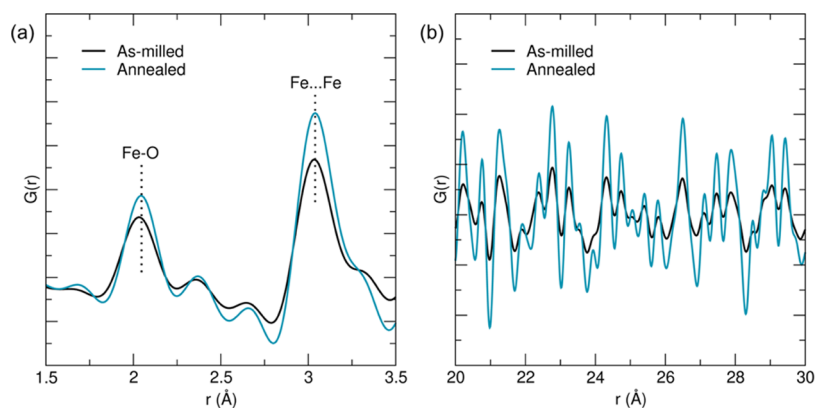 (a)
As-milled
Annealed
Fe-O
Fe...Fe
G(r)
1.5 2 2.5 3 3.5
r (Å)
(b)
As-milled
Annealed
G(r)
20 22 24 26 28 30
r (Å)